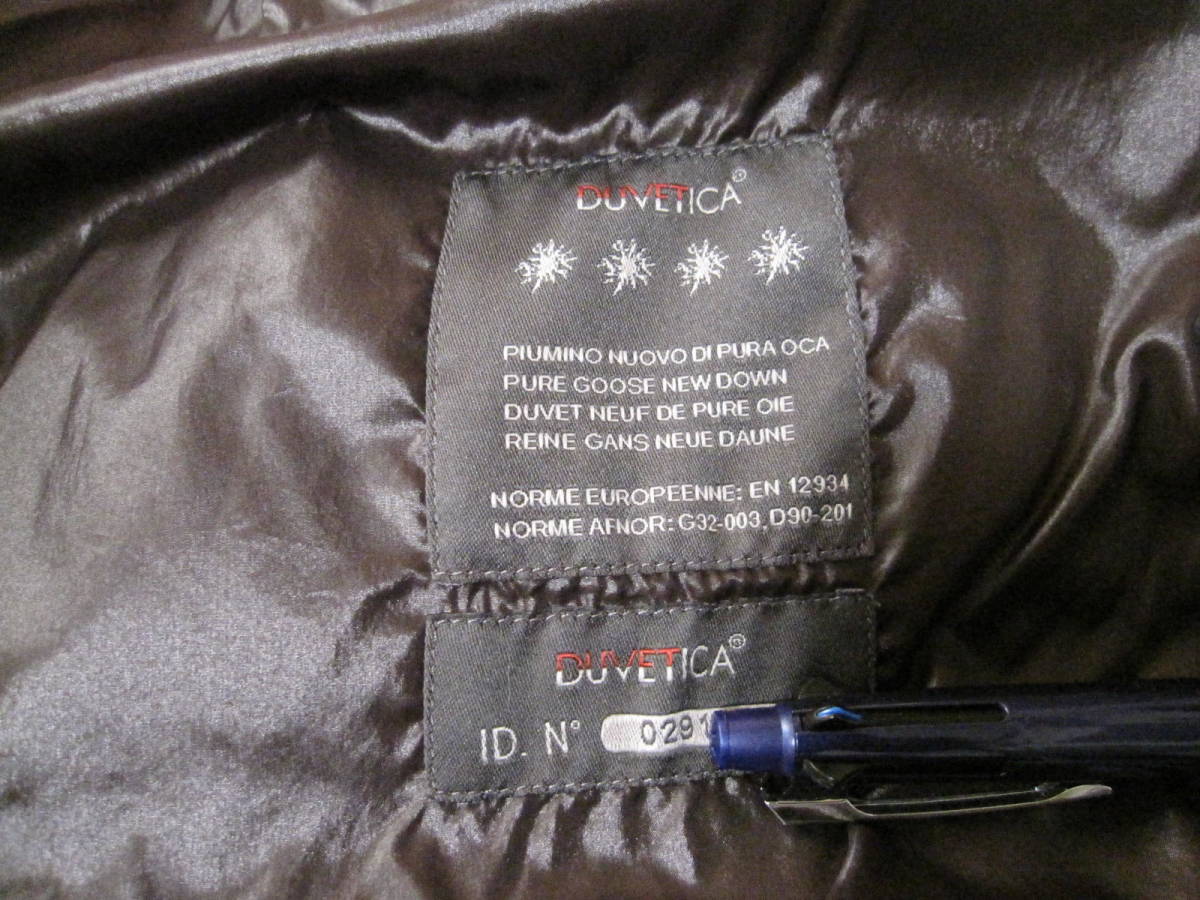 DUVETICA®
PIUMINO NUOVO DI PURA OCA
PURE GOOSE NEW DOWN
DUVET NEUF DE PURE OIE
REINE GANS NEUE DAUNE
NORME EUROPEENNE: EN 12934
NORME AFNOR: G32-003, D90-201
DUVETICA®
ID. N° 0291